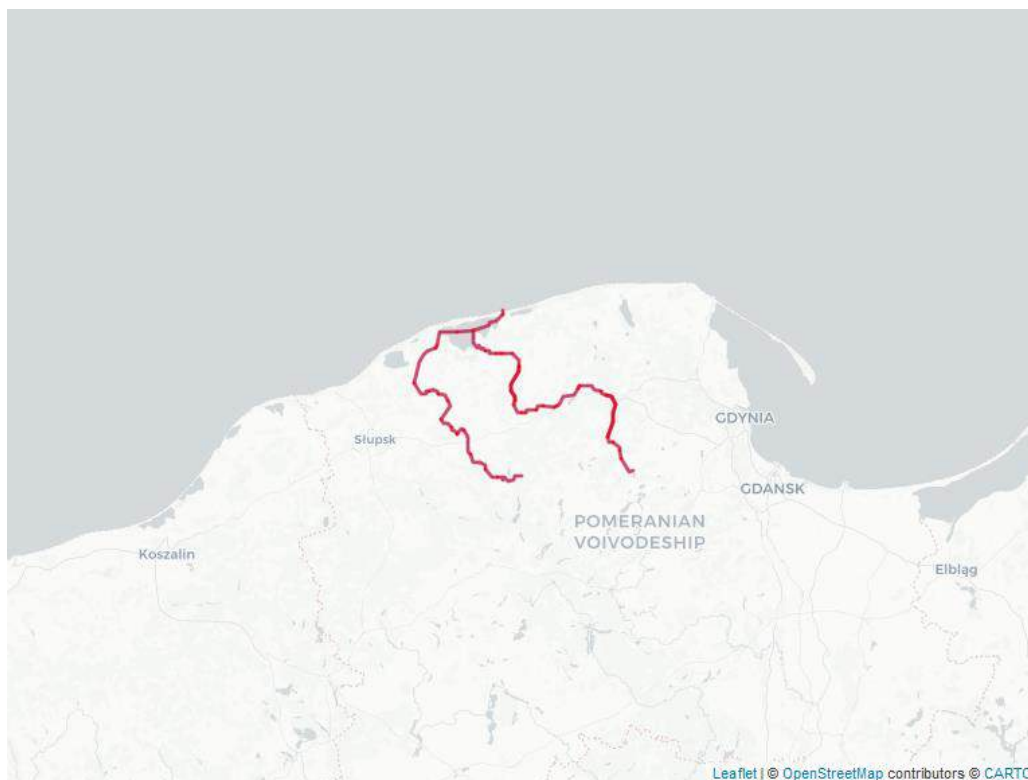 GDYNIA
Słupsk
GDANSK
POMERANIAN
VOIVODESHIP
Koszalin
Elbląg
Leaflet | © OpenStreetMap contributors © CARTO